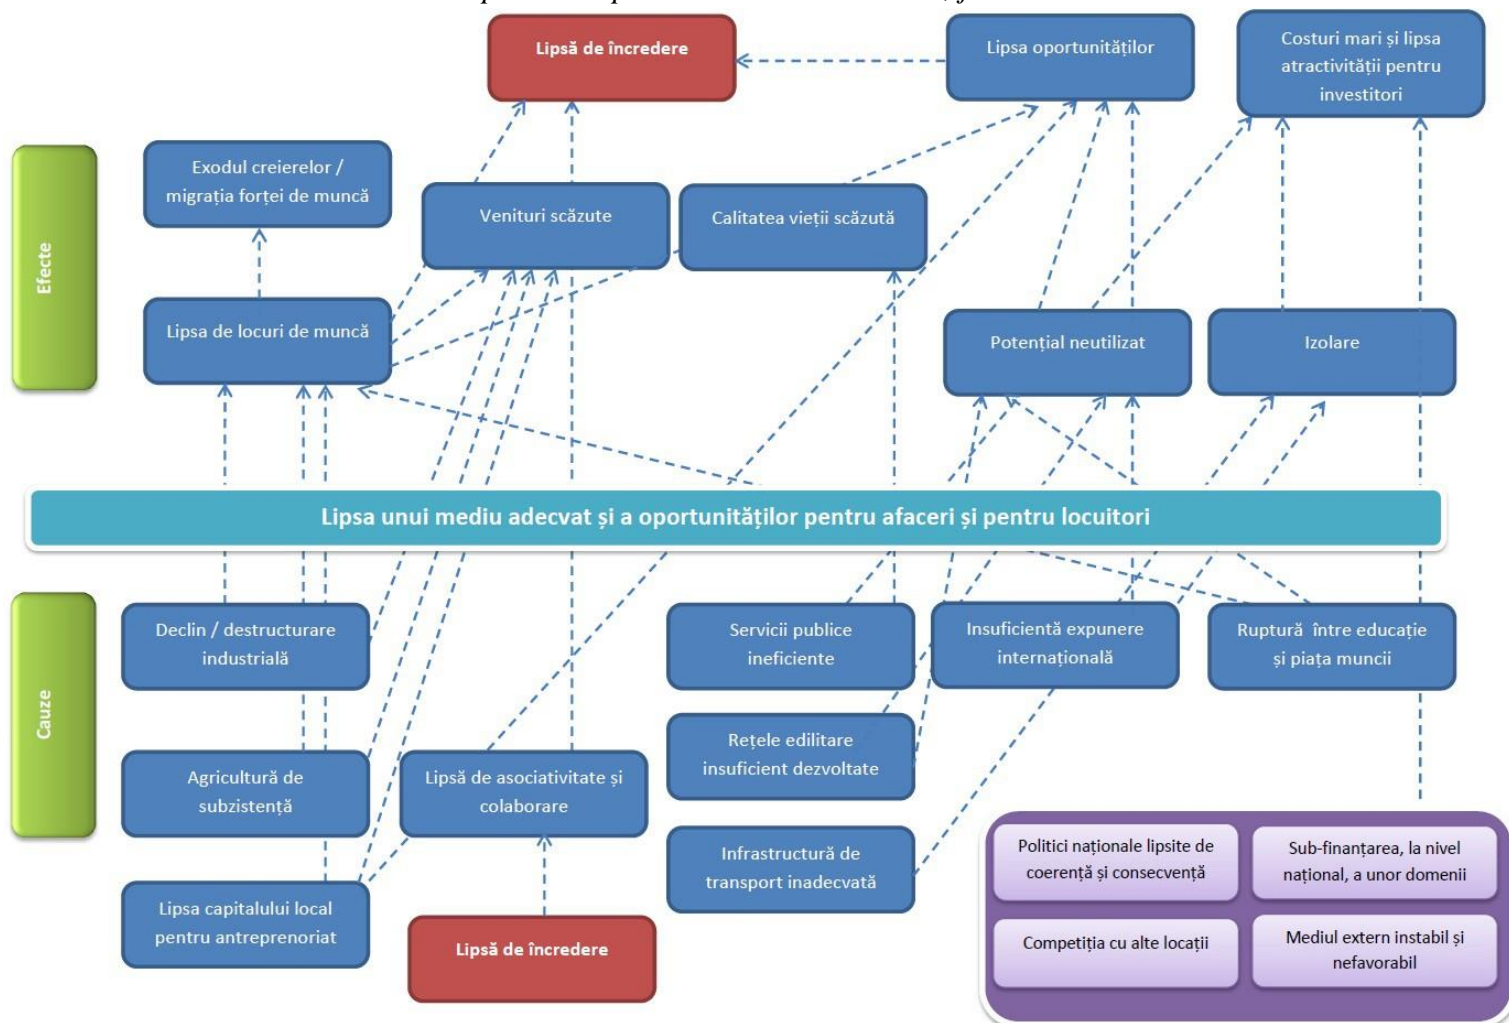 Lipsă de încredere
Lipsa oportunităților
Costuri mari și lipsa
atractivității pentru
investitori
Efecte
Exodul creierelor /
migrația forței de muncă
Venituri scăzute
Calitatea vieții scăzută
Lipsa de locuri de muncă
Potențial neutilizat
Izolare
Lipsa unui mediu adecvat și a oportunităților pentru afaceri și pentru locuitori
Cauze
Declin / destructurare
industrială
Servicii publice
ineficiente
Insuficientă expunere
internațională
Ruptură între educație
și piața muncii
Agricultură de
subzistență
Lipsă de asociativitate și
colaborare
Rețele edilitare
insuficient dezvoltate
Infrastructură de
transport inadecvată
Lipsa capitalului local
pentru antreprenoriat
Lipsă de încredere
Politici naționale lipsite de
coerență și consecvență
Sub-finanțarea, la nivel
național, a unor domenii
Competiția cu alte locații
Mediul extern instabil și
nefavorabil